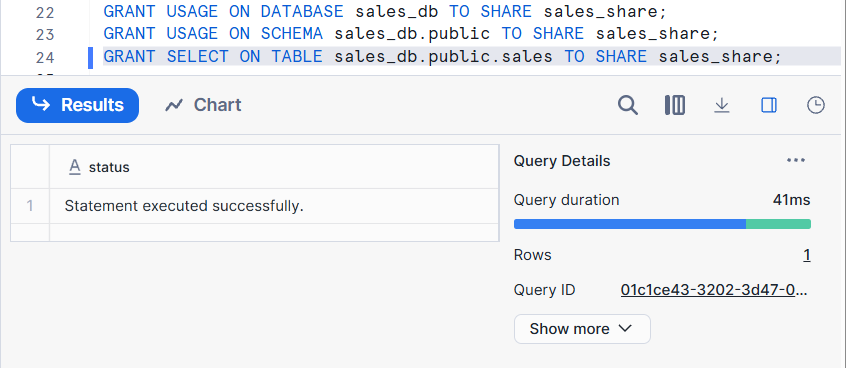 22 GRANT USAGE ON DATABASE sales_db TO SHARE sales_share;
23 GRANT USAGE ON SCHEMA sales_db.public TO SHARE sales_share;
24 GRANT SELECT ON TABLE sales_db.public.sales TO SHARE sales_share;
Results Chart
A status
1 Statement executed successfully.
Query Details
Query duration 41ms
Rows 1
Query ID 01c1ce43-3202-3d47-0...
Show more